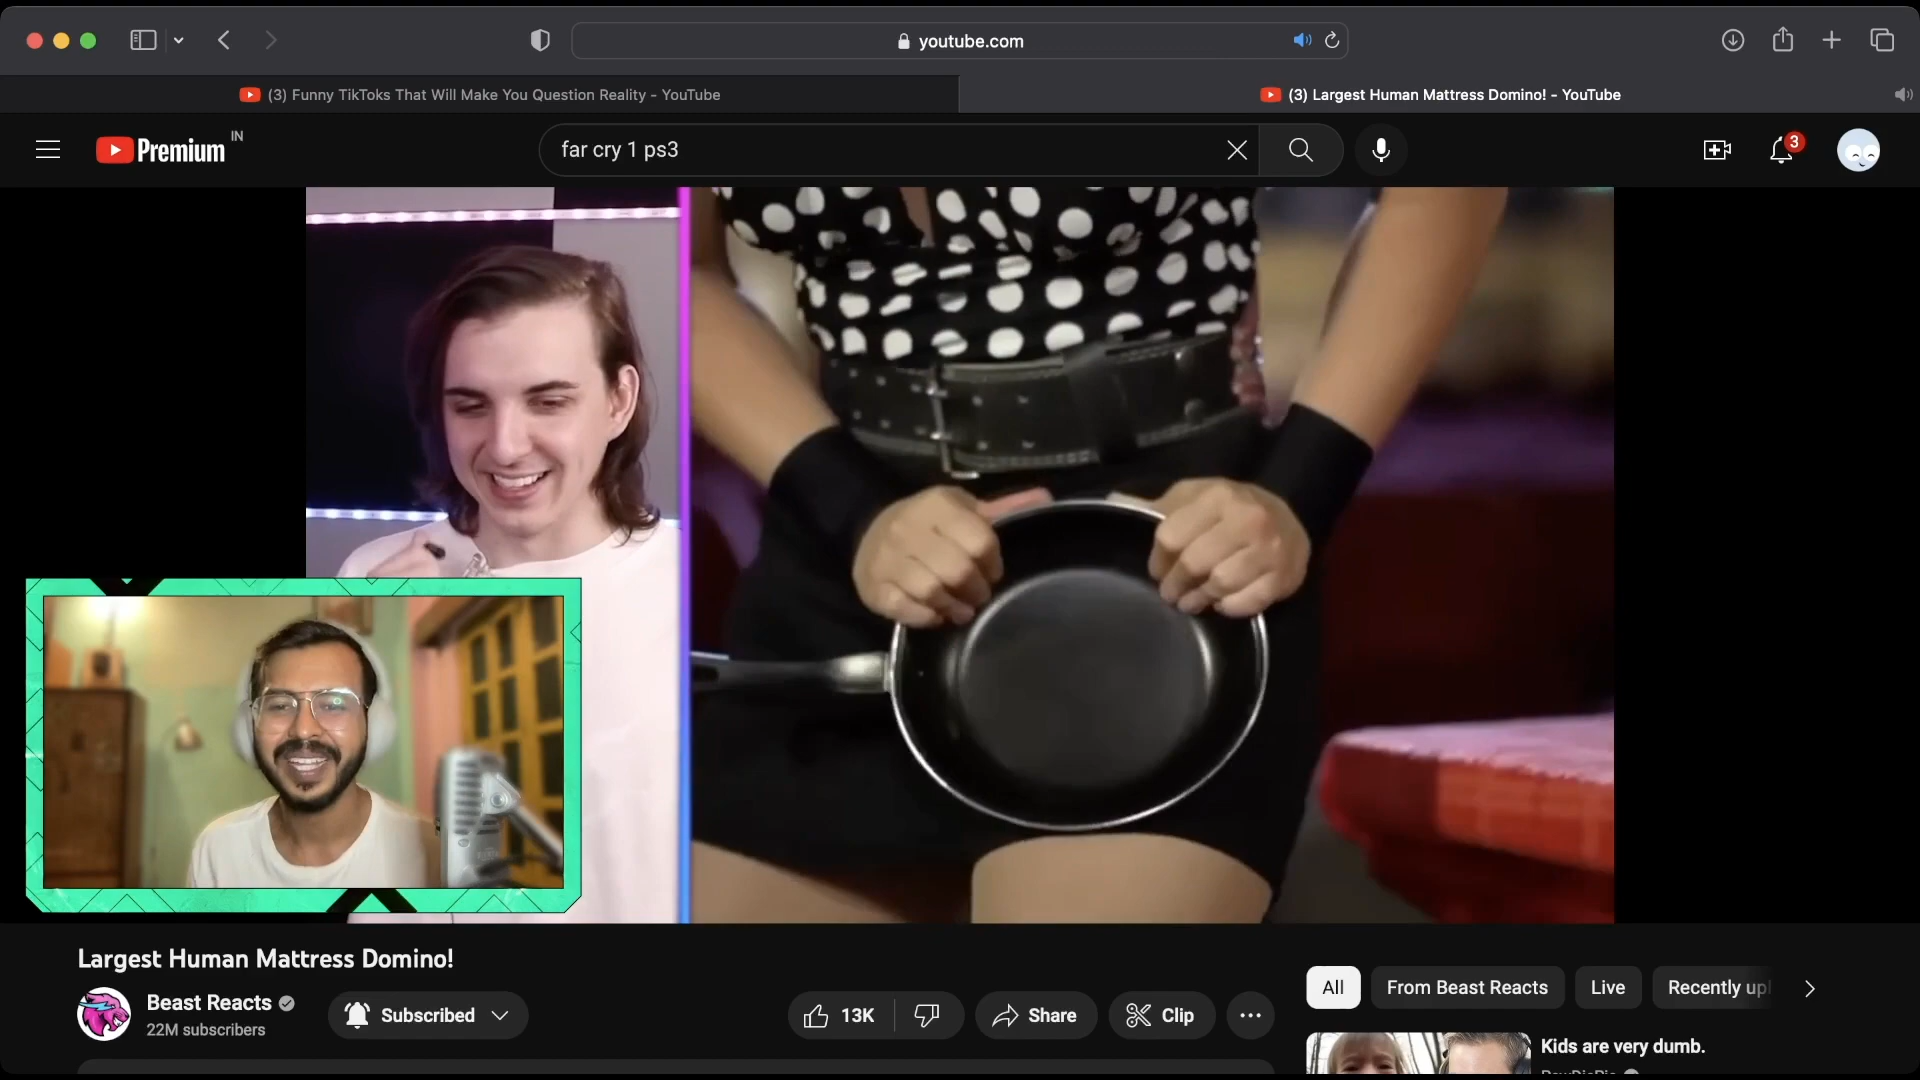 youtube.com
(3) Funny TikToks That Will Make You Question Reality - YouTube
(3) Largest Human Mattress Domino! - YouTube
Premium IN
far cry 1 ps3
3
Largest Human Mattress Domino!
Beast Reacts
22M subscribers
Subscribed
13K
Share
Clip
All
From Beast Reacts
Live
Recently upl
Kids are very dumb.